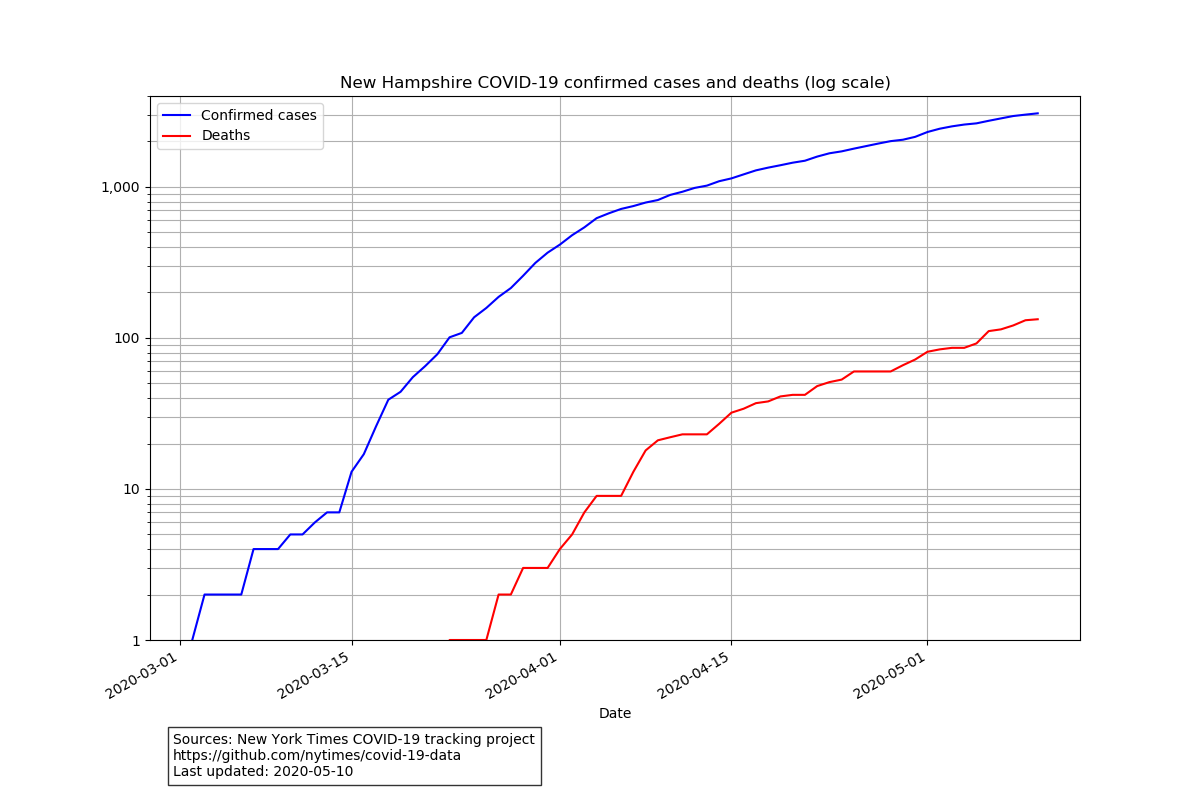 New Hampshire COVID-19 confirmed cases and deaths (log scale)
Confirmed cases
Deaths
1,000
100
10
1
2020-03-01
2020-03-15
2020-04-01
2020-04-15
2020-05-01
Date
Sources: New York Times COVID-19 tracking project
https://github.com/nytimes/covid-19-data
Last updated: 2020-05-10